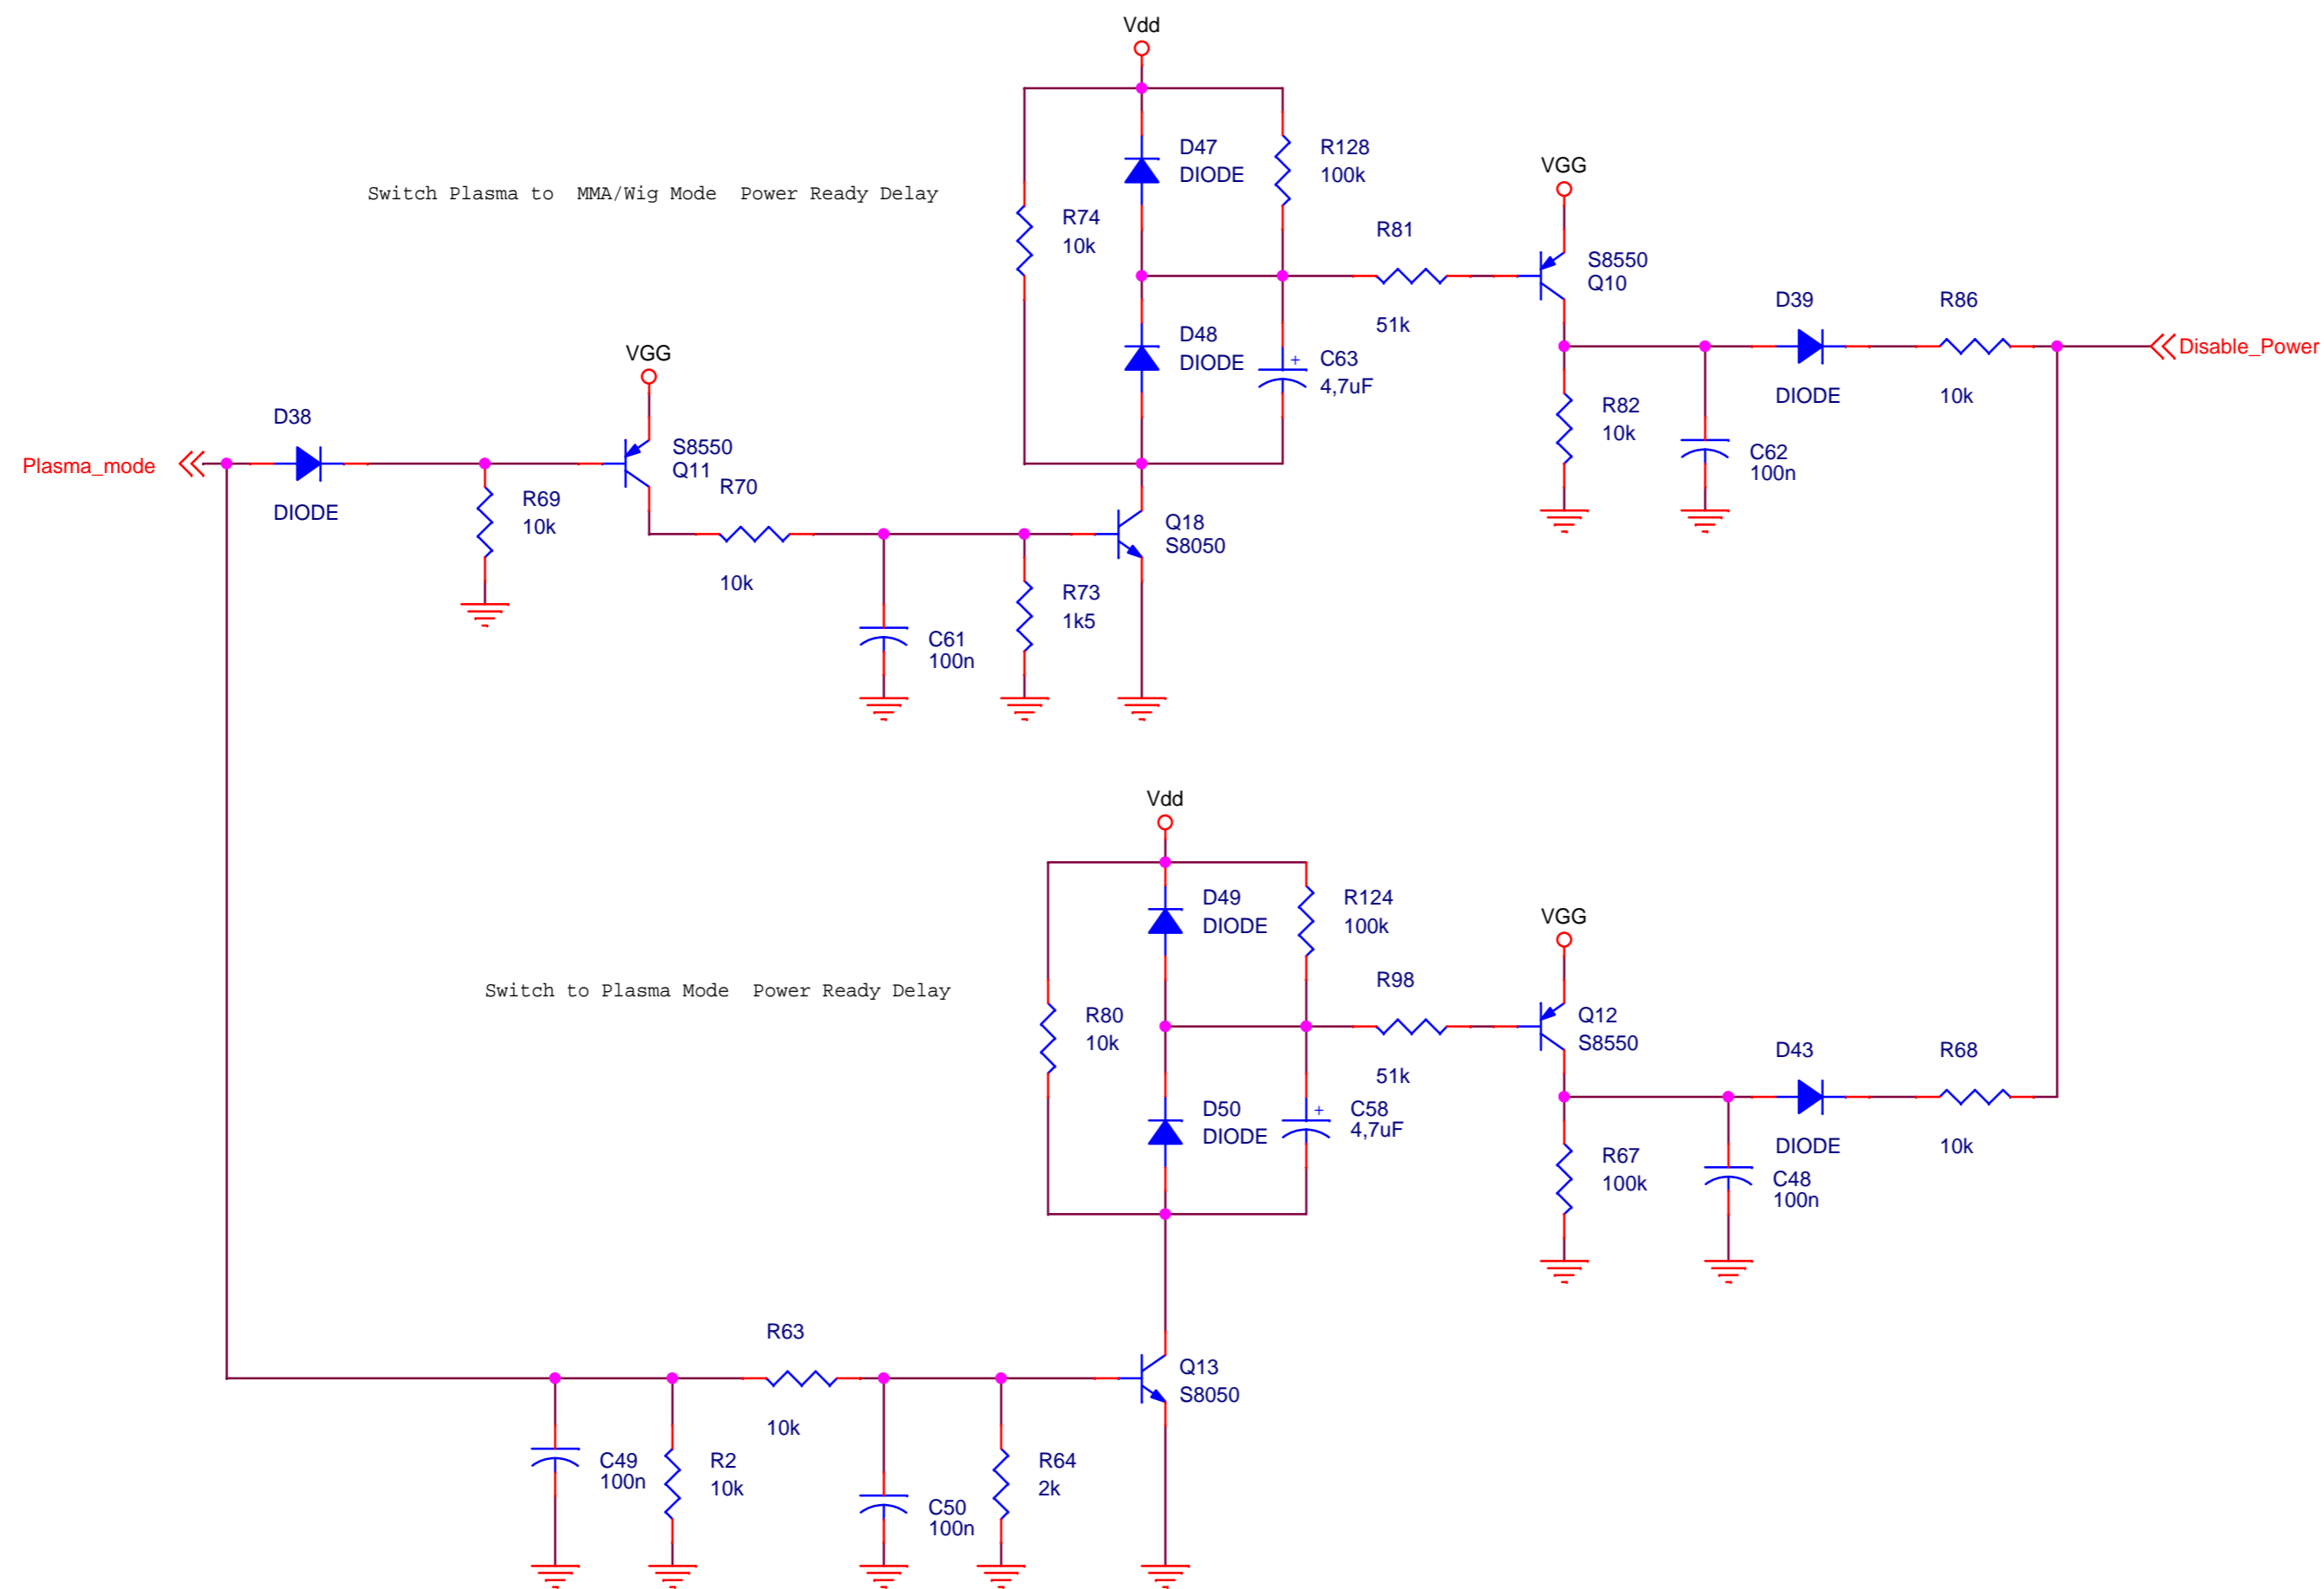 Vdd
D47
DIODE
R128
100k
VGG
Switch Plasma to  MMA/Wig Mode  Power Ready Delay
R74
10k
R81
51k
S8550
Q10
D39
DIODE
R86
10k
Disable_Power
D48
DIODE
C63
4,7uF
+
VGG
D38
DIODE
Plasma_mode
S8550
Q11
R70
10k
R69
10k
R82
10k
C62
100n
Q18
S8050
R73
1k5
C61
100n
Vdd
D49
DIODE
R124
100k
VGG
Switch to Plasma Mode  Power Ready Delay
R80
10k
R98
51k
Q12
S8550
D43
DIODE
R68
10k
D50
DIODE
C58
4,7uF
+
R67
100k
C48
100n
R63
10k
Q13
S8050
C49
100n
R2
10k
C50
100n
R64
2k